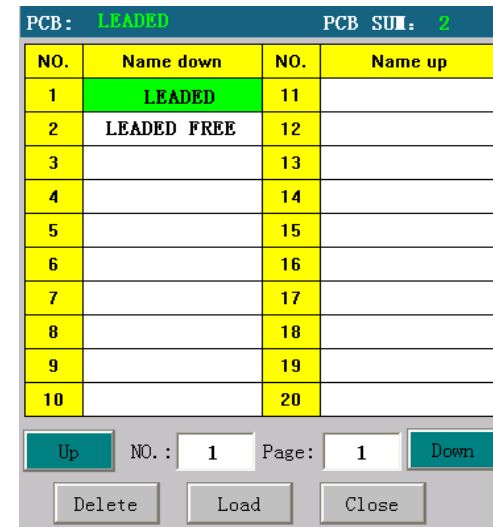 PCB: LEADED PCB SUM: 2
NO. Name down NO. Name up
1 LEADED 11
2 LEADED FREE 12
3 13
4 14
5 15
6 16
7 17
8 18
9 19
10 20
Up NO.: 1 Page: 1 Down
Delete Load Close